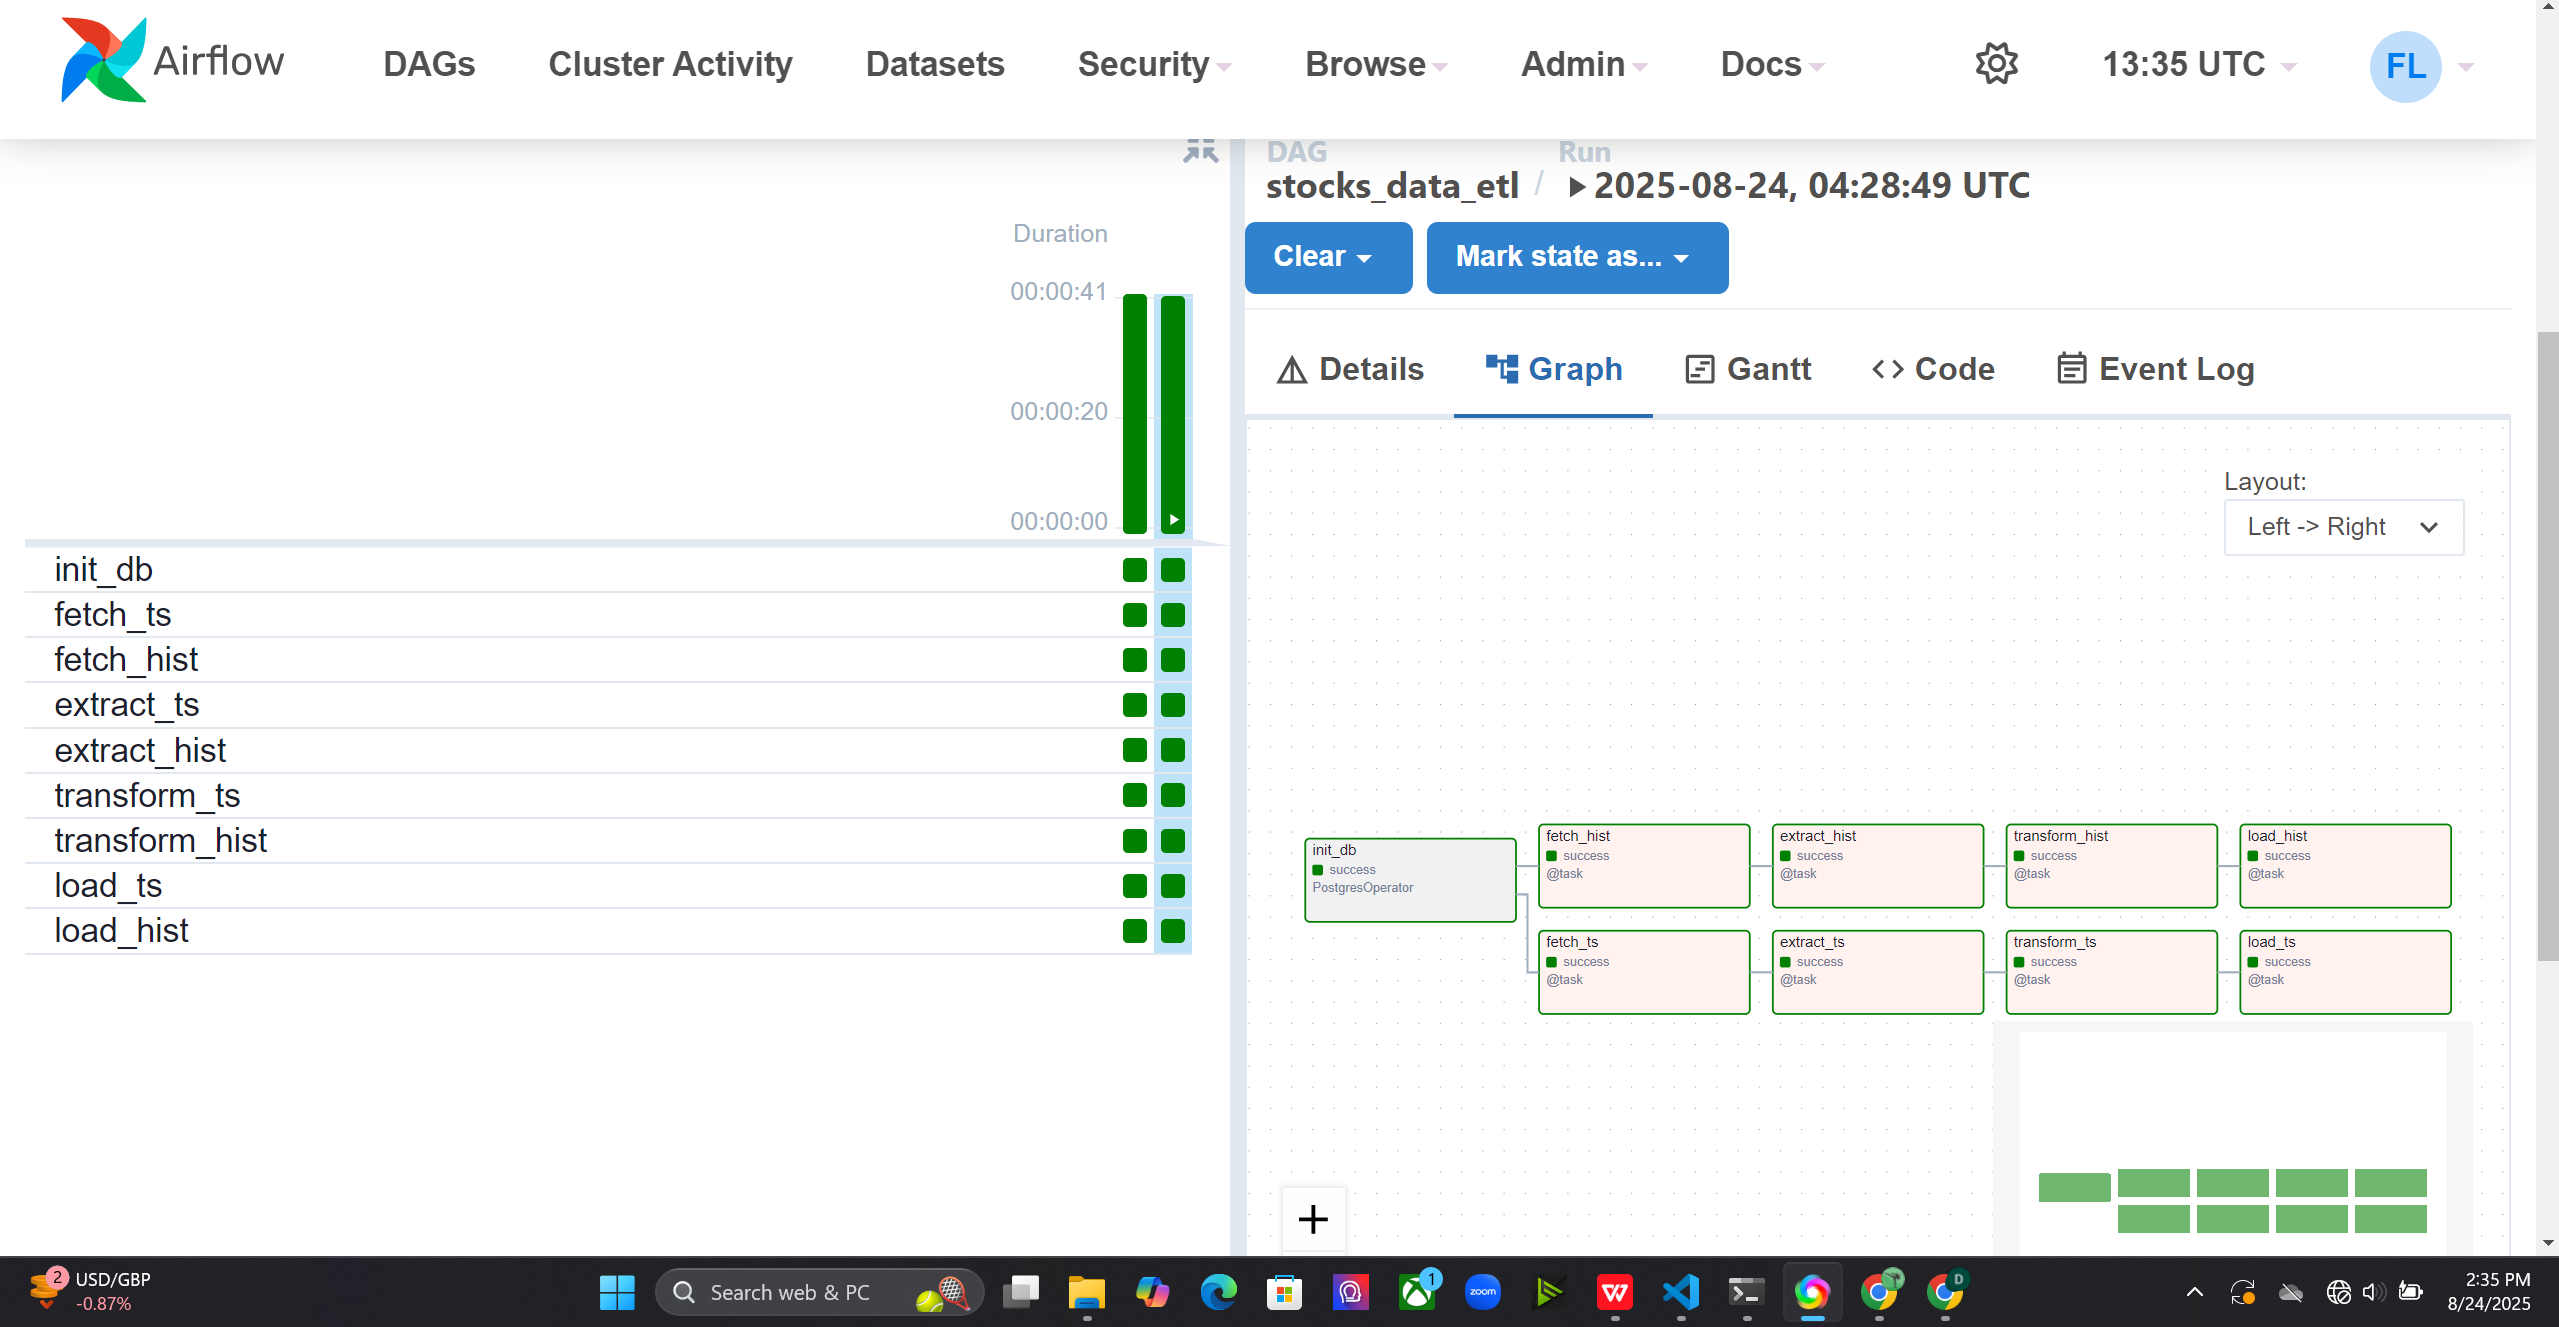 Airflow DAGs Cluster Activity Datasets Security Browse Admin Docs 13:35 UTC FL
DAG Run
stocks_data_etl / 2025-08-24, 04:28:49 UTC
Clear Mark state as...
Details Graph Gantt Code Event Log
Layout:
Left -> Right
Duration
00:00:41
00:00:20
00:00:00
init_db
fetch_ts
fetch_hist
extract_ts
extract_hist
transform_ts
transform_hist
load_ts
load_hist
init_db
success
PostgresOperator
fetch_hist
success
@task
extract_hist
success
@task
transform_hist
success
@task
load_hist
success
@task
fetch_ts
success
@task
extract_ts
success
@task
transform_ts
success
@task
load_ts
success
@task
2
USD/GBP
-0.87%
Search web & PC
1
zoom
W
D
2:35 PM
8/24/2025